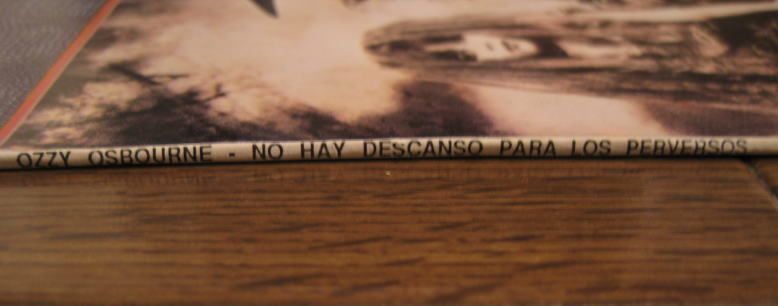 OZZY OSBOURNE - NO HAY DESCANSO PARA LOS PERVERSOS